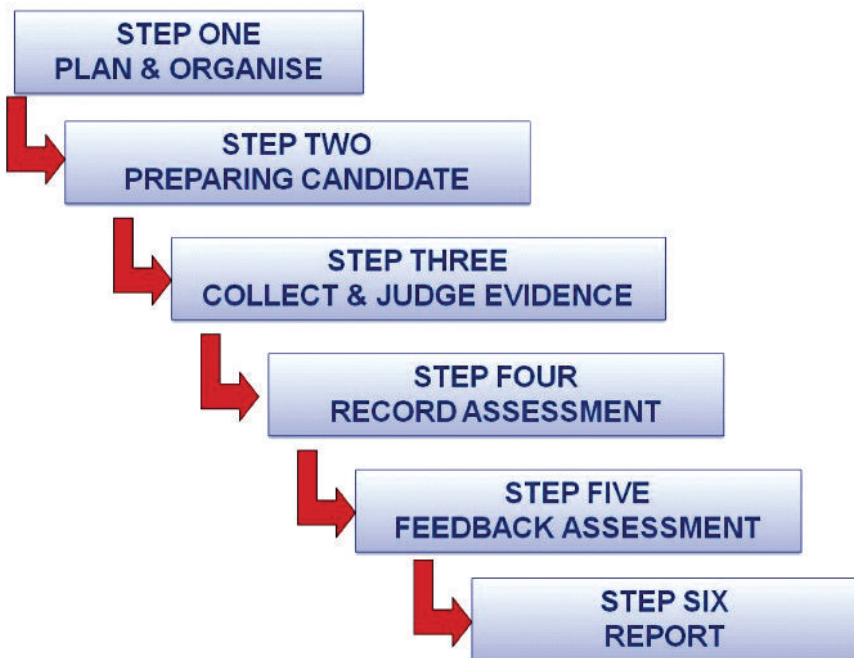 STEP ONE
PLAN & ORGANISE
STEP TWO
PREPARING CANDIDATE
STEP THREE
COLLECT & JUDGE EVIDENCE
STEP FOUR
RECORD ASSESSMENT
STEP FIVE
FEEDBACK ASSESSMENT
STEP SIX
REPORT